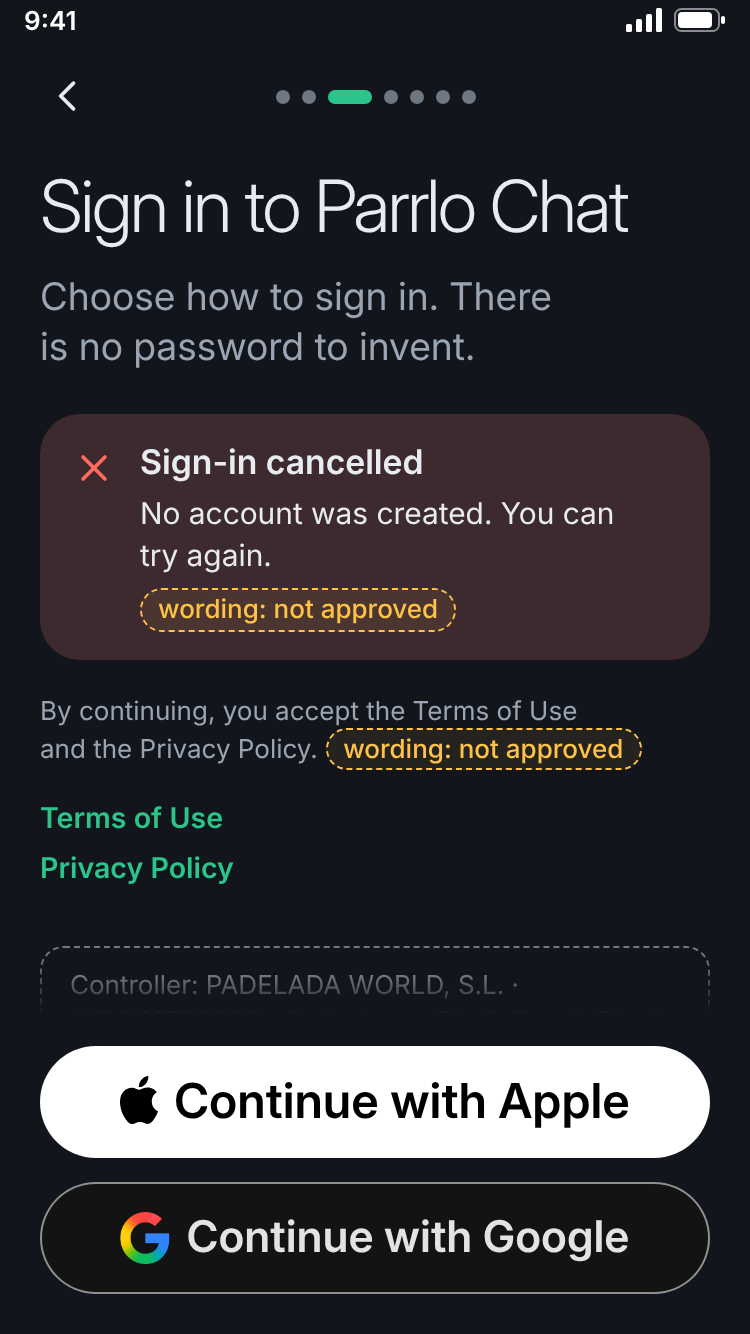 9:41
Sign in to Parrlo Chat
Choose how to sign in. There
is no password to invent.
Sign-in cancelled
No account was created. You can
try again.
wording: not approved
By continuing, you accept the Terms of Use
and the Privacy Policy. wording: not approved
Terms of Use
Privacy Policy
Controller: PADELADA WORLD, S.L. ·
Continue with Apple
Continue with Google